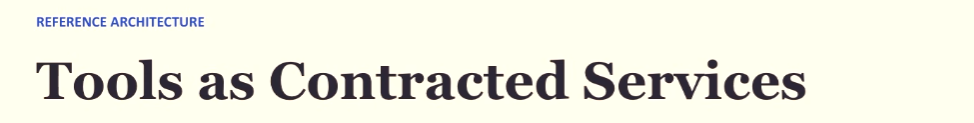 REFERENCE ARCHITECTURE
Tools as Contracted Services